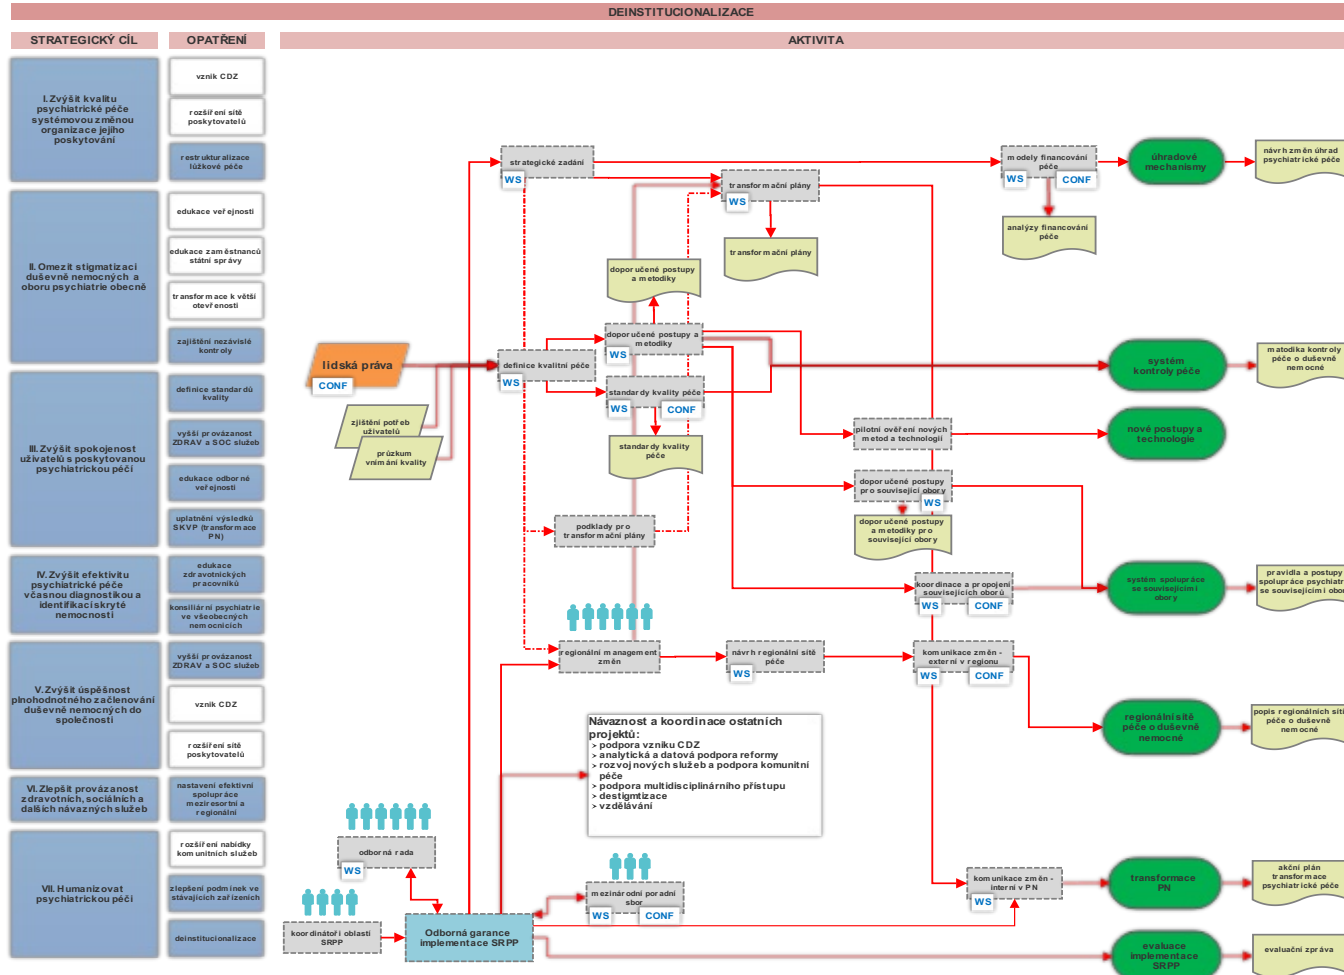 DEINSTITUCIONALIZACE
STRATEGICKÝ CÍL
OPATŘENÍ
AKTIVITA
I. Zvýšit kvalitu
psychiatrické péče
systémovou změnou
organizace jejího
poskytování
vznik CDZ
rozšíření sítě
poskytovatelů
restrukturalizace
lůžkové péče
II. Omezit stigmatizaci
duševně nemocných a
oboru psychiatrie obecně
edukace veřejnosti
edukace zaměstnanců
státní správy
transformace k větší
otevřenosti
zajištění nezávislé
kontroly
III. Zvýšit spokojenost
uživatelů s poskytovanou
psychiatrickou péčí
definice standardů
kvality
vyšší provázanost
ZDRAV a SOC služeb
edukace odborné
veřejnosti
uplatnění výsledků
SKVP (transformace
PN)
IV. Zvýšit efektivitu
psychiatrické péče
včasnou diagnostikou a
identifikací skryté
nemocnosti
edukace
zdravotnických
pracovníků
konsiliární psychiatrie
ve všeobecných
nemocnicích
V. Zvýšit úspěšnost
plnohodnotného začlenování
duševně nemocných do
společnosti
vyšší provázanost
ZDRAV a SOC služeb
vznik CDZ
rozšíření sítě
poskytovatelů
VI. Zlepšit provázanost
zdravotních, sociálních a
dalších návazných služeb
nastavení efektivní
spolupráce
meziresortní a
regionální
VII. Humanizovat
psychiatrickou péči
rozšíření nabídky
komunitních služeb
zlepšení podmínek ve
stávajících zařízeních
deinstitucionalizace
strategické zadání
WS
transformační plány
WS
transformační plány
modely financování
péče
WS
CONF
analýzy financování
péče
úhradové
mechanismy
návrh změn úhrad
psychiatrické péče
doporučené postupy
a metodiky
doporučené postupy a
metodiky
WS
lidská práva
CONF
definice kvalitní péče
WS
standardy kvality péče
WS
CONF
standardy kvality
péče
zjištění potřeb
uživatelů
průzkum
vnímání kvality
systém
kontroly péče
matodika kontroly
péče o duševně
nemocné
pilotní ověření nových
metod a technologií
nové postupy a
technologie
doporučené postupy
pro související obory
WS
doporučené postupy
a metodiky pro
související obory
podklady pro
transformační plány
koordinace a propojení
souvisejících oborů
WS
CONF
systém spolupráce
se souvisejícími
obory
pravidla a postupy
spolupráce psychiatr
se souvisejícimi obor
regionální management
změn
návrh regionální sítě
péče
WS
komunikace změn -
externí v regionu
WS
CONF
regionální sítě
péče o duševně
nemocné
popis regionálních sítí
péče o duševně
nemocné
Návaznost a koordinace ostatních
projektů:
> podpora vzniku CDZ
> analytická a datová podpora reformy
> rozvoj nových služeb a podpora komunitní
péče
> podpora multidisciplinárního přístupu
> destigmtizace
> vzdělávání
odborná rada
WS
koordinátoři oblastí
SRPP
Odborná garance
implementace SRPP
mezinárodní poradní
sbor
WS
CONF
komunikace změn -
interní v PN
WS
transformace
PN
akční plán
transformace
psychiatrické péče
evaluace
implementace
SRPP
evaluační zpráva